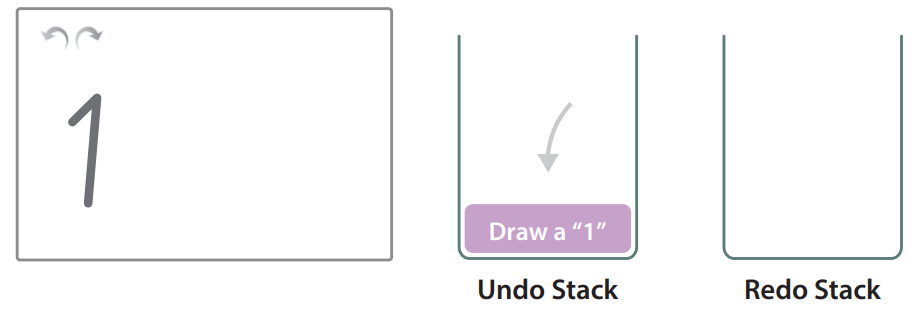 1
Draw a “1”
Undo Stack
Redo Stack